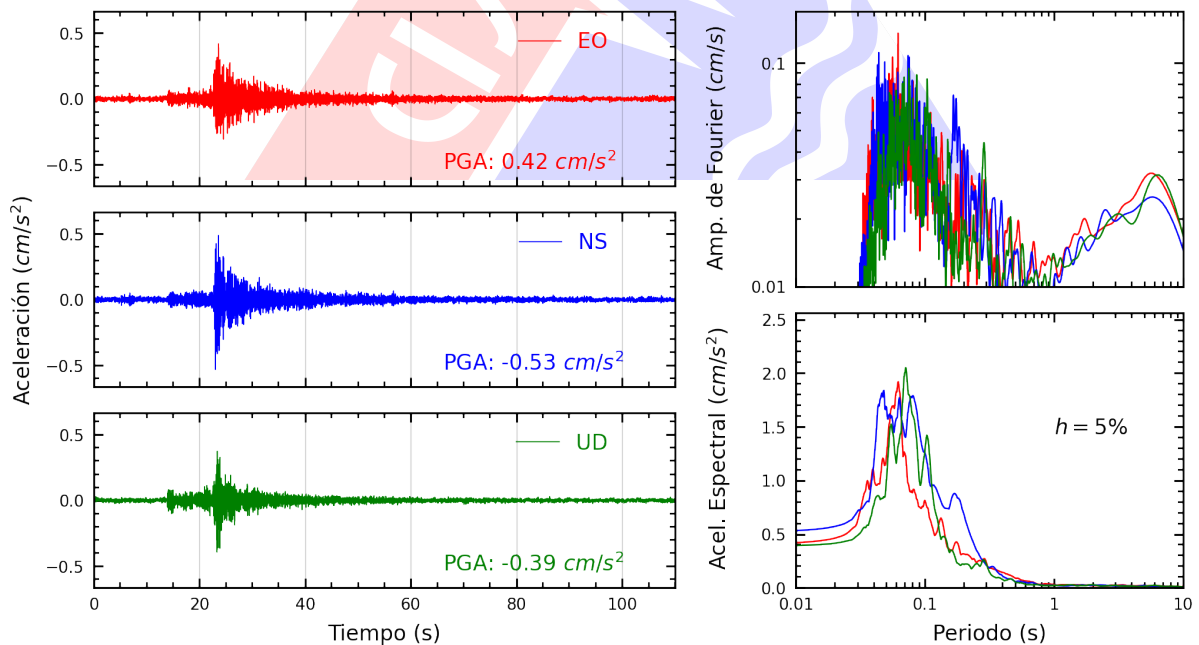 Aceleración (cm/s²)
0.5
0.0
−0.5
EO
PGA: 0.42 cm/s²
0.5
0.0
−0.5
NS
PGA: -0.53 cm/s²
0.5
0.0
−0.5
UD
PGA: -0.39 cm/s²
0 20 40 60 80 100
Tiempo (s)
Amp. de Fourier (cm/s)
0.1
0.01
Acel. Espectral (cm/s²)
2.5
2.0
1.5
1.0
0.5
0.0
h = 5%
0.01 0.1 1 10
Periodo (s)